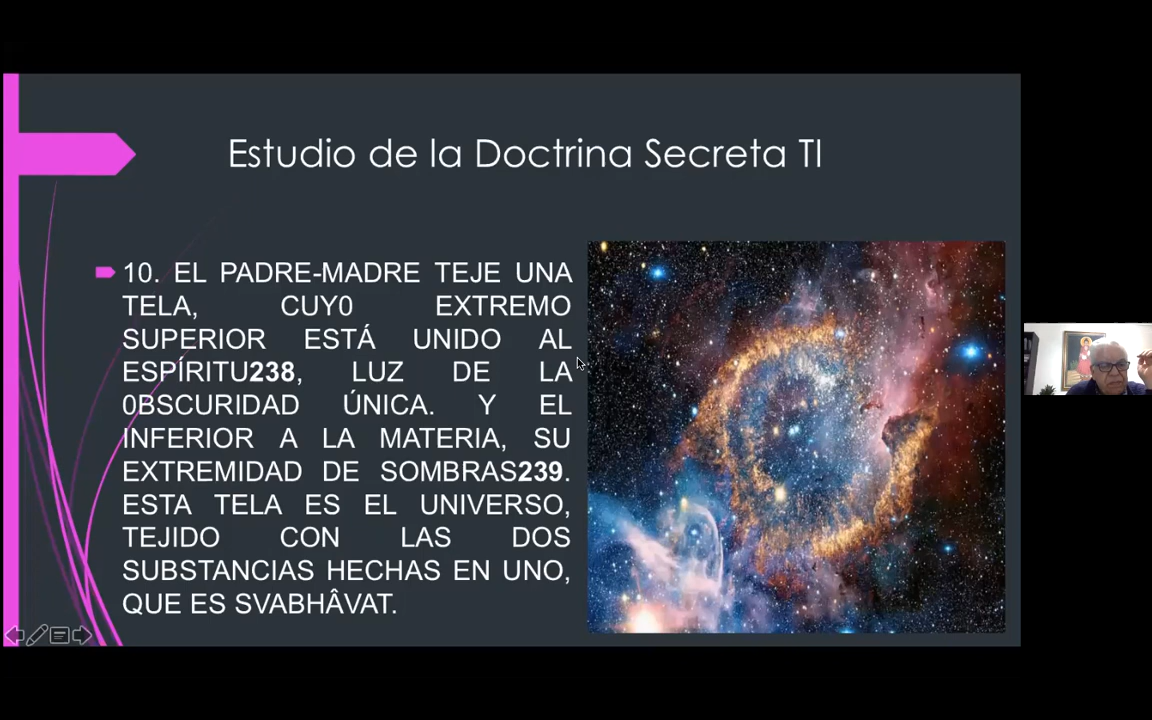 Estudio de la Doctrina Secreta TI
10. EL PADRE-MADRE TEJE UNA
TELA, CUY0 EXTREMO
SUPERIOR ESTÁ UNIDO AL
ESPÍRITU238, LUZ DE LA
0BSCURIDAD ÚNICA. Y EL
INFERIOR A LA MATERIA, SU
EXTREMIDAD DE SOMBRAS239.
ESTA TELA ES EL UNIVERSO,
TEJIDO CON LAS DOS
SUBSTANCIAS HECHAS EN UNO,
QUE ES SVABHÂVAT.